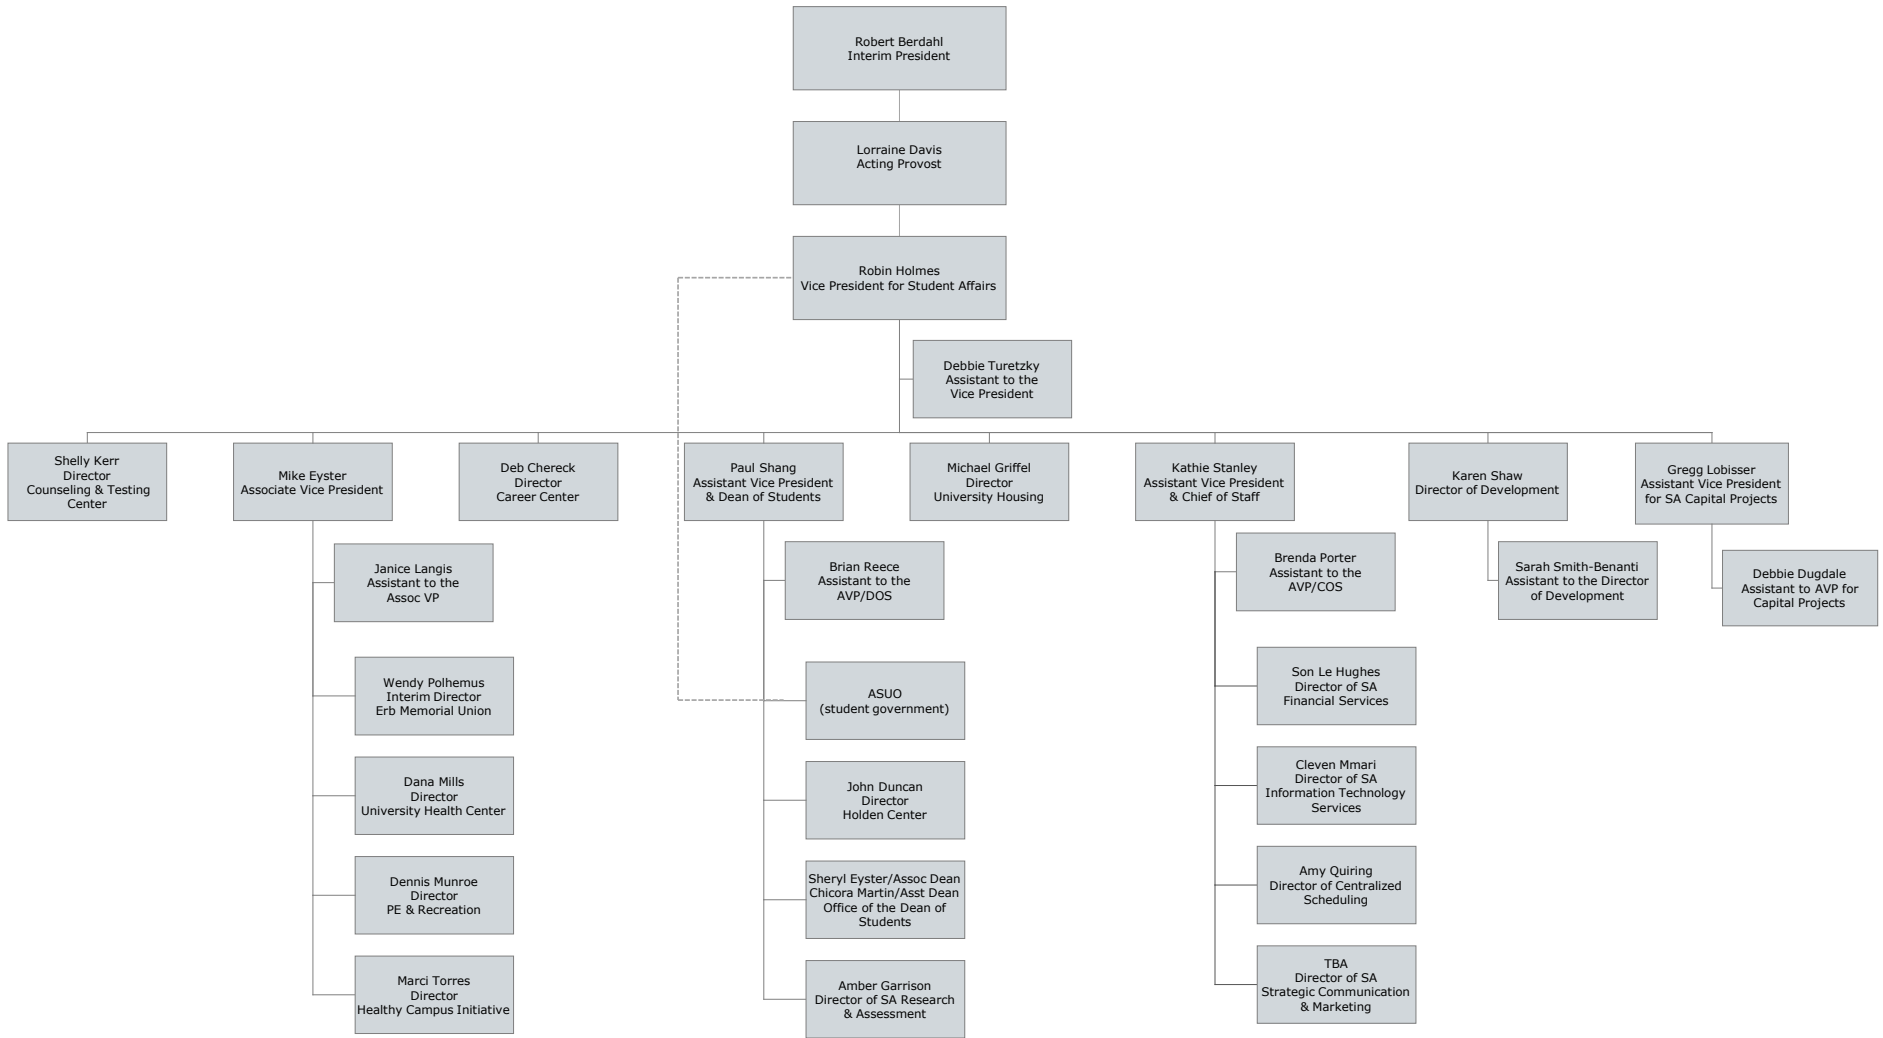 Robert Berdahl
Interim President
Lorraine Davis
Acting Provost
Robin Holmes
Vice President for Student Affairs
Debbie Turetzky
Assistant to the
Vice President
Shelly Kerr
Director
Counseling & Testing
Center
Mike Eyster
Associate Vice President
Deb Chereck
Director
Career Center
Paul Shang
Assistant Vice President
& Dean of Students
Michael Griffel
Director
University Housing
Kathie Stanley
Assistant Vice President
& Chief of Staff
Karen Shaw
Director of Development
Gregg Lobisser
Assistant Vice President
for SA Capital Projects
Janice Langis
Assistant to the
Assoc VP
Wendy Polhemus
Interim Director
Erb Memorial Union
Dana Mills
Director
University Health Center
Dennis Munroe
Director
PE & Recreation
Marci Torres
Director
Healthy Campus Initiative
Brian Reece
Assistant to the
AVP/DOS
ASUO
(student government)
John Duncan
Director
Holden Center
Sheryl Eyster/Assoc Dean
Chicora Martin/Asst Dean
Office of the Dean of
Students
Amber Garrison
Director of SA Research
& Assessment
Brenda Porter
Assistant to the
AVP/COS
Son Le Hughes
Director of SA
Financial Services
Cleven Mmari
Director of SA
Information Technology
Services
Amy Quiring
Director of Centralized
Scheduling
TBA
Director of SA
Strategic Communication
& Marketing
Sarah Smith-Benanti
Assistant to the Director
of Development
Debbie Dugdale
Assistant to AVP for
Capital Projects